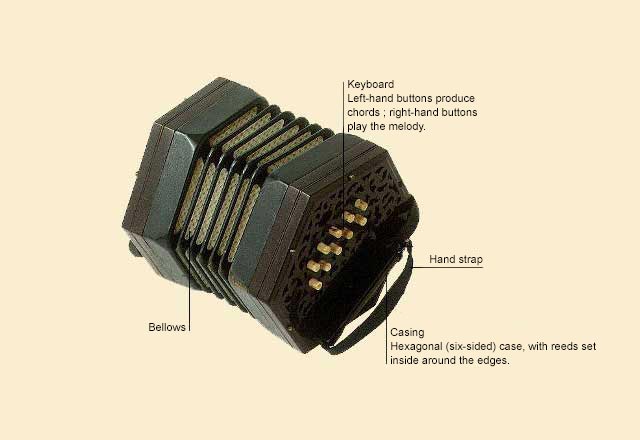 Keyboard
Left-hand buttons produce
chords ; right-hand buttons
play the melody.
Hand strap
Bellows
Casing
Hexagonal (six-sided) case, with reeds set
inside around the edges.